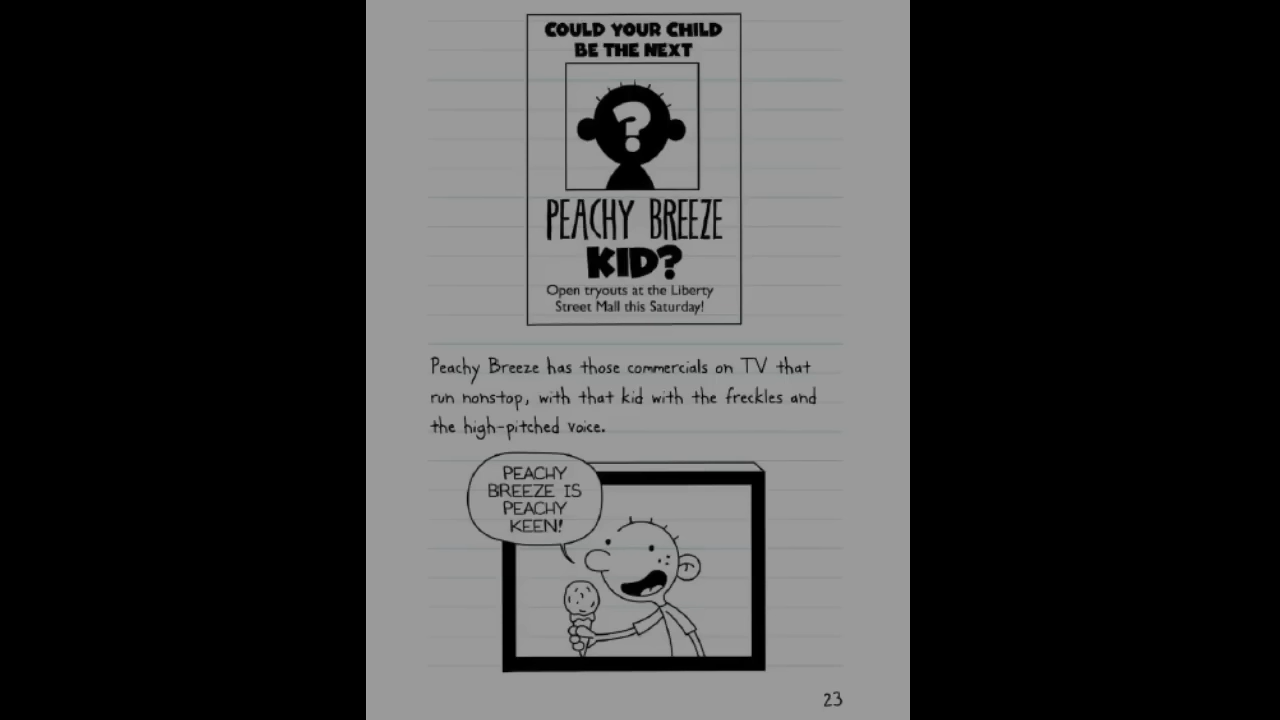 COULD YOUR CHILD
BE THE NEXT
?
PEACHY BREEZE
KID?
Open tryouts at the Liberty
Street Mall this Saturday!
Peachy Breeze has those commercials on TV that
run nonstop, with that kid with the freckles and
the high-pitched voice.
PEACHY
BREEZE IS
PEACHY
KEEN!
23